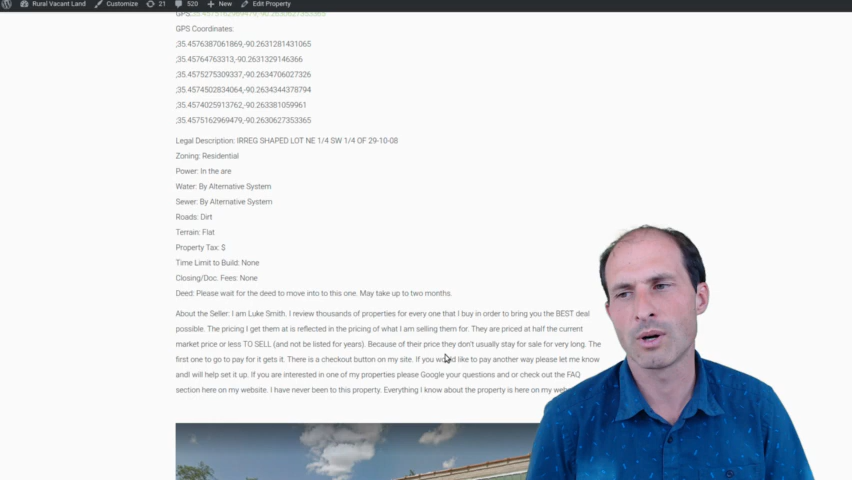 Rural Vacant Land Customize 21 520 New Edit Property
GPS Coordinates:
;35.4576387061869,-90.2631281431065
;35.45764763313,-90.2631329146366
;35.4575275309337,-90.2634706027326
;35.4574502834064,-90.2634344378794
;35.4574025913762,-90.263381059961
;35.4575162969479,-90.2630627353365
Legal Description: IRREG SHAPED LOT NE 1/4 SW 1/4 OF 29-10-08
Zoning: Residential
Power: In the are
Water: By Alternative System
Sewer: By Alternative System
Roads: Dirt
Terrain: Flat
Property Tax: $
Time Limit to Build: None
Closing/Doc. Fees: None
Deed: Please wait for the deed to move into to this one. May take up to two months.
About the Seller: I am Luke Smith. I review thousands of properties for every one that I buy in order to bring you the BEST deal
possible. The pricing I get them at is reflected in the pricing of what I am selling them for. They are priced at half the current
market price or less TO SELL (and not be listed for years). Because of their price they don't usually stay for sale for very long. The
first one to go to pay for it gets it. There is a checkout button on my site. If you would like to pay another way please let me know
andI will help set it up. If you are interested in one of my properties please Google your questions and or check out the FAQ
section here on my website. I have never been to this property. Everything I know about the property is here on my